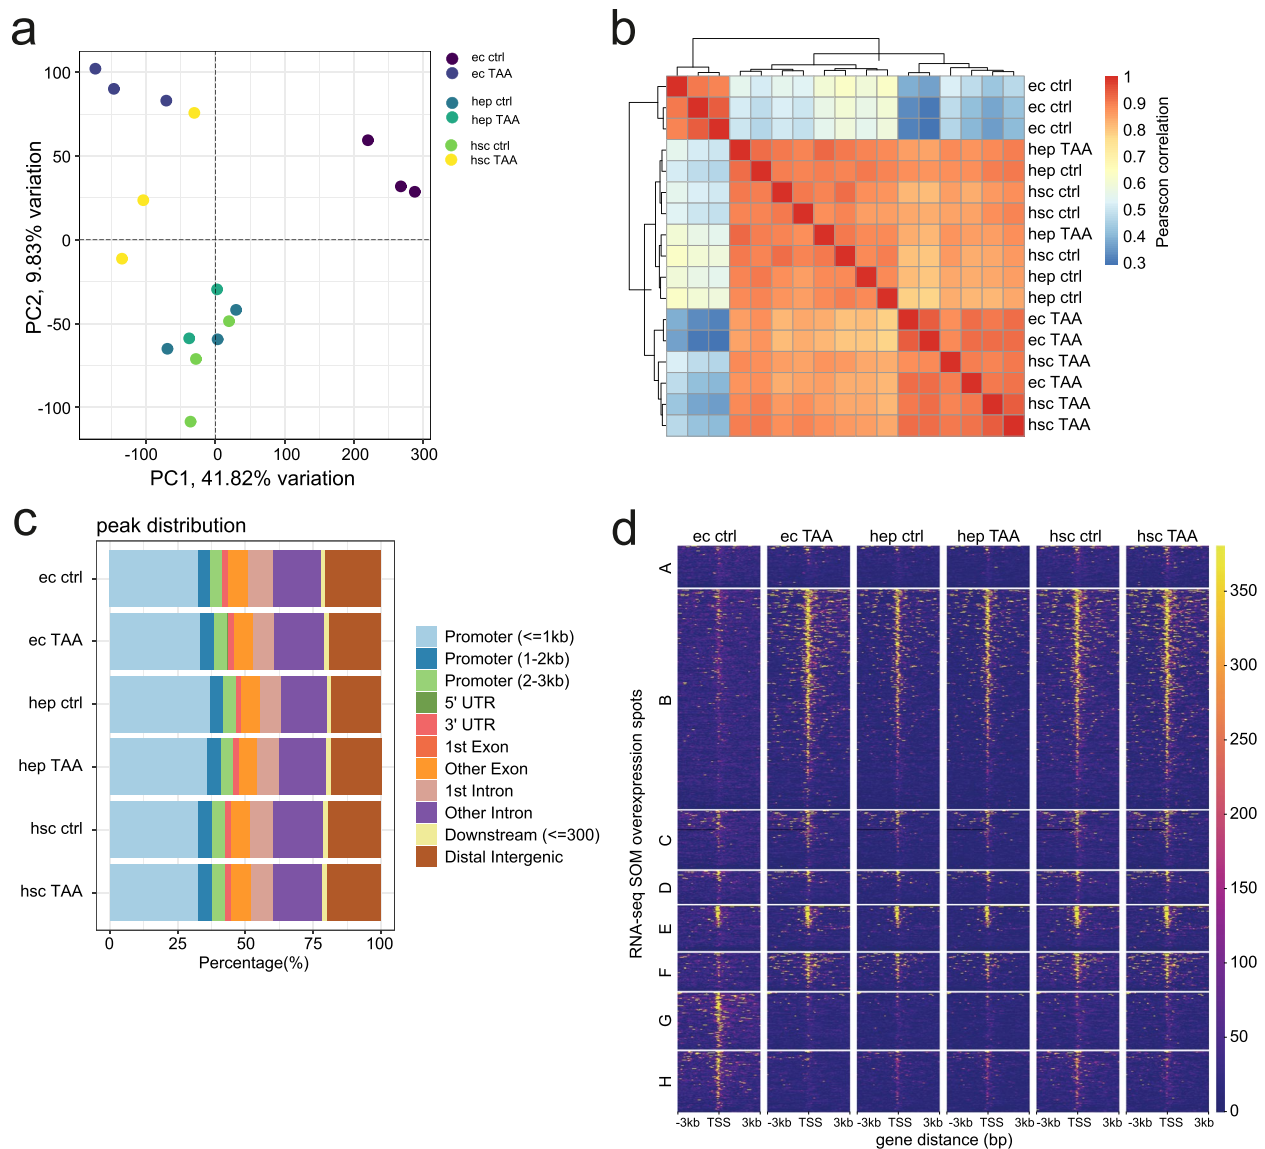 a
PC2, 9.83% variation
100
50
0
-50
-100
-100
0
100
200
300
PC1, 41.82% variation
ec ctrl
ec TAA
hep ctrl
hep TAA
hsc ctrl
hsc TAA
b
ec ctrl
ec ctrl
ec ctrl
hep TAA
hep ctrl
hsc ctrl
hsc ctrl
hep TAA
hsc ctrl
hep ctrl
hep ctrl
ec TAA
ec TAA
hsc TAA
ec TAA
hsc TAA
hsc TAA
1
0.9
0.8
0.7
0.6
0.5
0.4
0.3
Pearscon correlation
c
peak distribution
ec ctrl
ec TAA
hep ctrl
hep TAA
hsc ctrl
hsc TAA
0
25
50
75
100
Percentage(%)
Promoter (<=1kb)
Promoter (1-2kb)
Promoter (2-3kb)
5' UTR
3' UTR
1st Exon
Other Exon
1st Intron
Other Intron
Downstream (<=300)
Distal Intergenic
d
ec ctrl
ec TAA
hep ctrl
hep TAA
hsc ctrl
hsc TAA
RNA-seq SOM overexpression spots
A
B
C
D
E
F
G
H
-3kb TSS 3kb
-3kb TSS 3kb
-3kb TSS 3kb
-3kb TSS 3kb
-3kb TSS 3kb
-3kb TSS 3kb
gene distance (bp)
350
300
250
200
150
100
50
0